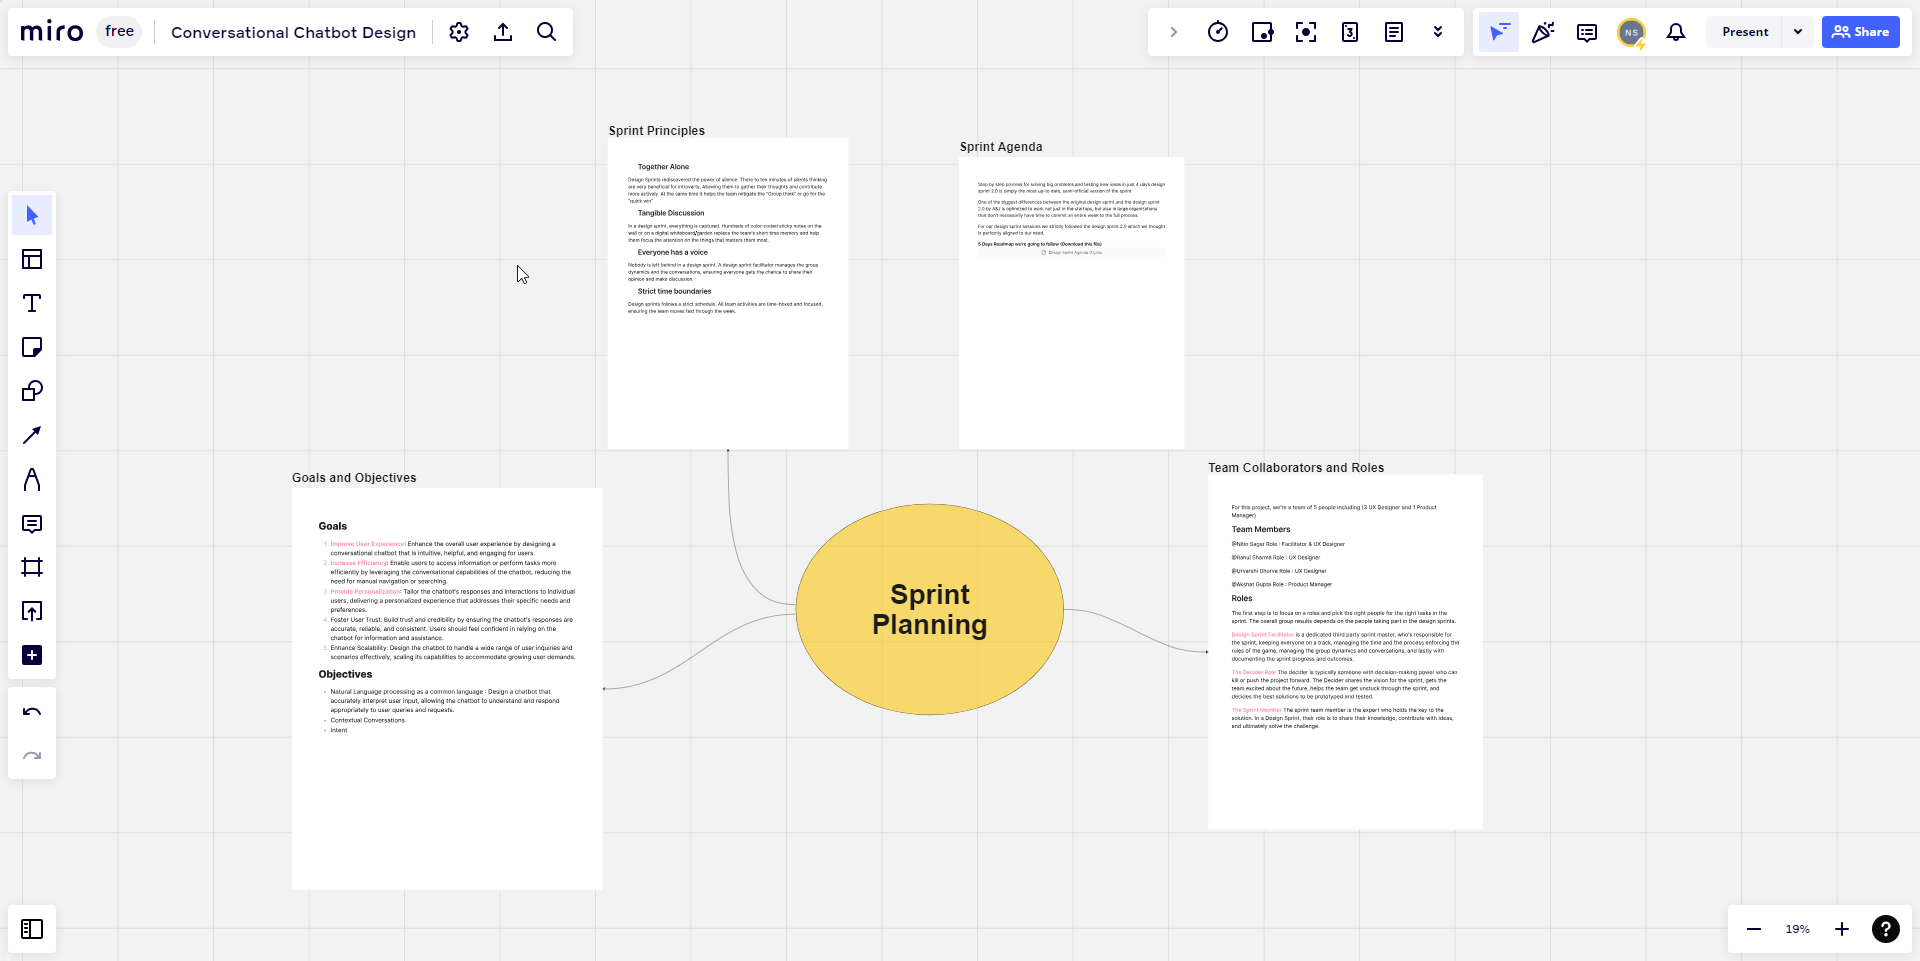 miro
free
Conversational Chatbot Design
3
NS
Present
Share
Sprint Principles
Together Alone
Design Sprints rediscovered the power of silence. There to ten minutes of silents thinking
are very beneficial for introverts, Allowing them to gather their thoughts and contribute
more actively. At the same time it helps the team mitigate the "Group think" or go for the
"quick win"
Tangible Discussion
In a design sprint, everything is captured. Hundreds of color-coded sticky notes on the
wall or on a digital whiteboard/garden replace the team's short time memory and help
them focus the attention on the things that matters them most.
Everyone has a voice
Nobody is left behind in a design sprint. A design sprint facilitator manages the group
dynamics and the conversations, ensuring everyone gets the chance to share their
opinion and make discussion.
Strict time boundaries
Design sprints follows a strict schedule. All team activities are time-boxed and focused,
ensuring the team moves fast through the week.
Sprint Agenda
Step by step process for solving big problems and testing new ideas in just 4 days design
sprint 2.0 is simply the most up-to date, semi-official version of the sprint
One of the biggest differences between the original design sprint and the design sprint
2.0 by AJ&J is optimized to work not just in the startups, but also in large organizations
that don't necessarily have time to commit an entire week to the full process.
For our design sprint sessions we strictly followed the design sprint 2.0 which we thought
is perfectly aligned to our need.
5 Days Roadmap we're going to follow (Download this file)
Design Sprint Agenda
Goals and Objectives
Goals
1. Improve User Experience! Enhance the overall user experience by designing a
conversational chatbot that is intuitive, helpful, and engaging for users.
2. Increase Efficiency! Enable users to access information or perform tasks more
efficiently by leveraging the conversational capabilities of the chatbot, reducing the
need for manual navigation or searching.
3. Provide Personalization: Tailor the chatbot's responses and interactions to individual
users, delivering a personalized experience that addresses their specific needs and
preferences.
4. Foster User Trust: Build trust and credibility by ensuring the chatbot's responses are
accurate, reliable, and consistent. Users should feel confident in relying on the
chatbot for information and assistance.
5. Enhance Scalability: Design the chatbot to handle a wide range of user inquiries and
scenarios effectively, scaling its capabilities to accommodate growing user demands.
Objectives
• Natural Language processing as a common language : Design a chatbot that
accurately interpret user input, allowing the chatbot to understand and respond
appropriately to user queries and requests.
• Contextual Conversations
• Intent
Sprint
Planning
Team Collaborators and Roles
For this project, we're a team of 5 people including (3 UX Designer and 1 Product
Manager)
Team Members
@Nitin Sagar Role : Facilitator & UX Designer
@Rahul Sharma Role : UX Designer
@Urvarshi Dhurve Role : UX Designer
@Akshat Gupta Role : Product Manager
Roles
The first step is to focus on a roles and pick the right people for the right tasks in the
sprint. The overall group results depends on the people taking part in the design sprints.
Design Sprint Facilitator is a dedicated third party sprint master, who's responsible for
the sprint, keeping everyone on a track, managing the time and the process enforcing the
rules of the game, managing the group dynamics and conversations, and lastly with
documenting the sprint progress and outcomes.
The Decider Role The decider is typically someone with decision-making power who can
kill or push the project forward. The Decider shares the vision for the sprint, gets the
team excited about the future, helps the team get unstuck through the sprint, and
decides the best solutions to be prototyped and tested.
The Sprint Member The sprint team member is the expert who holds the key to the
solution. In a Design Sprint, their role is to share their knowledge, contribute with ideas,
and ultimately solve the challenge.
19%
?